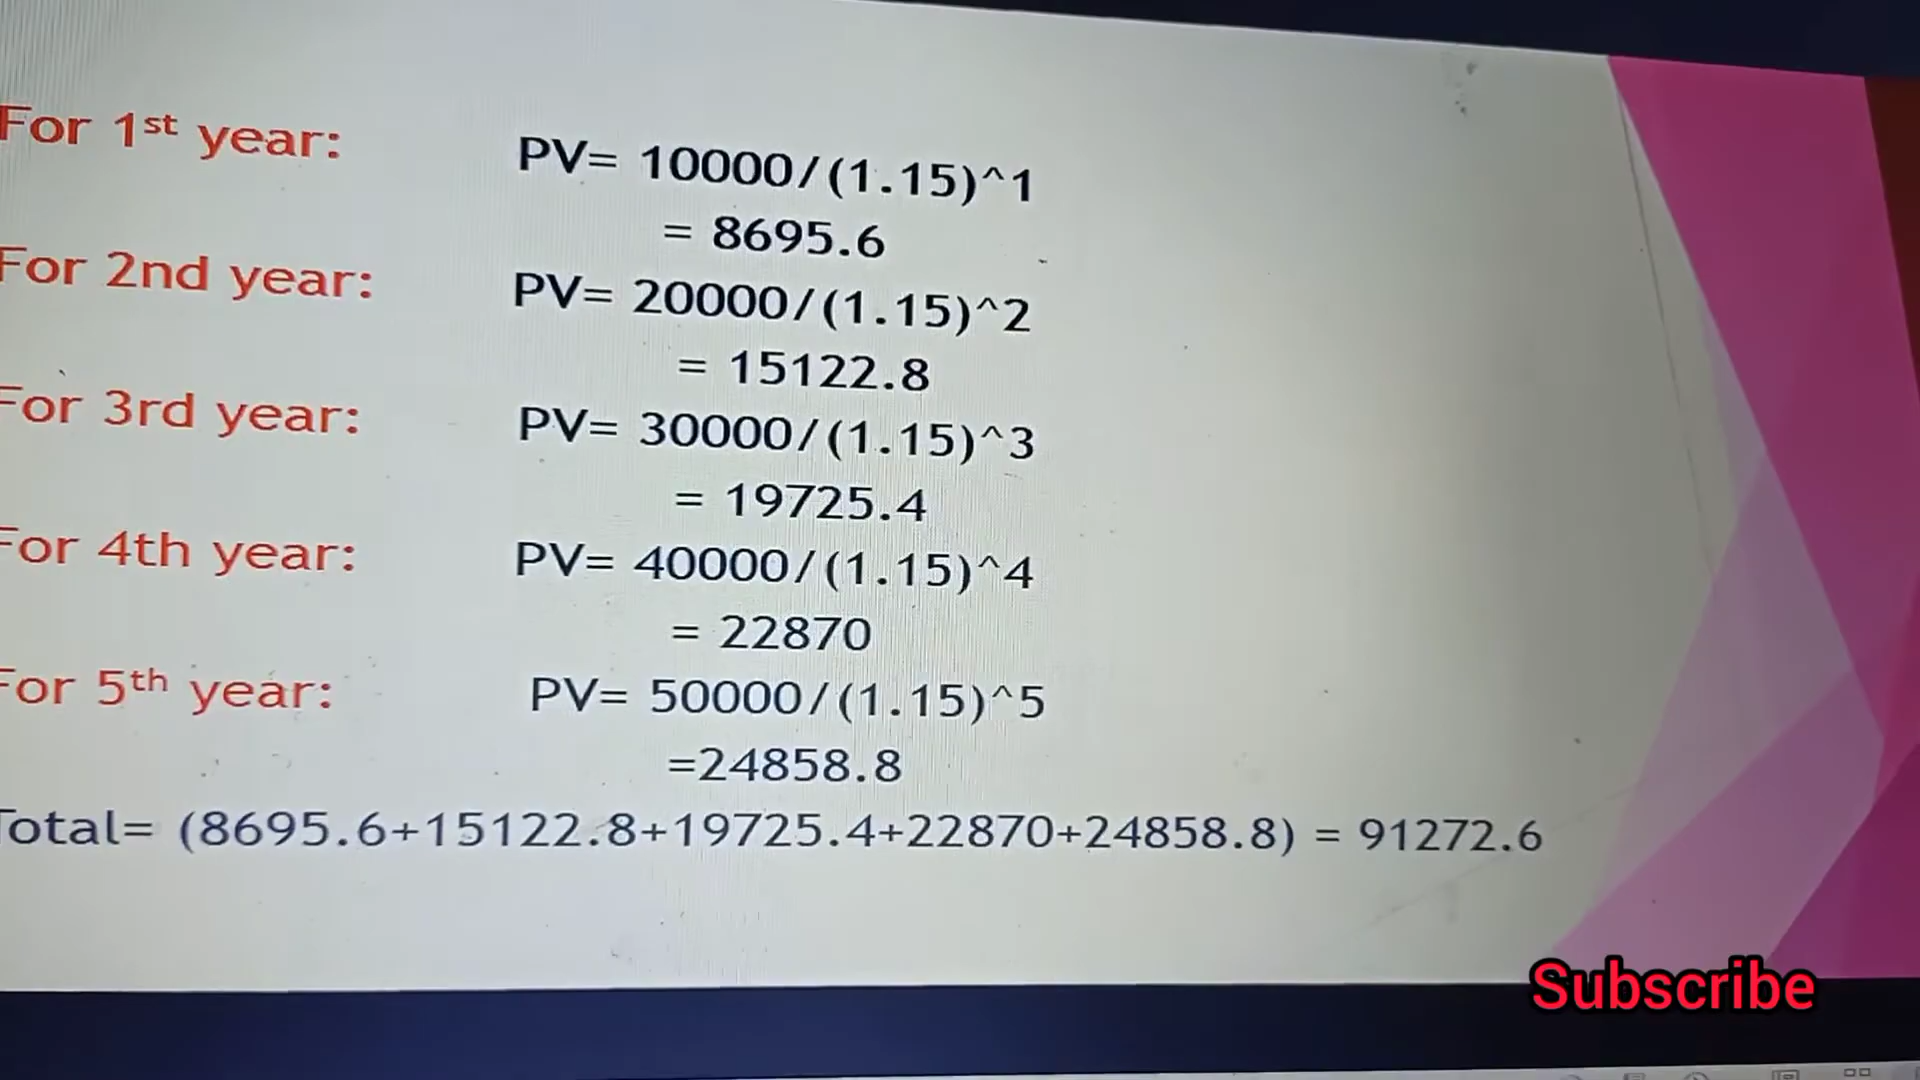 For 1st year:
PV= 10000/(1.15)^1
= 8695.6
For 2nd year:
PV= 20000/(1.15)^2
= 15122.8
For 3rd year:
PV= 30000/(1.15)^3
= 19725.4
For 4th year:
PV= 40000/(1.15)^4
= 22870
For 5th year:
PV= 50000/(1.15)^5
=24858.8
Total= (8695.6+15122.8+19725.4+22870+24858.8) = 91272.6
Subscribe